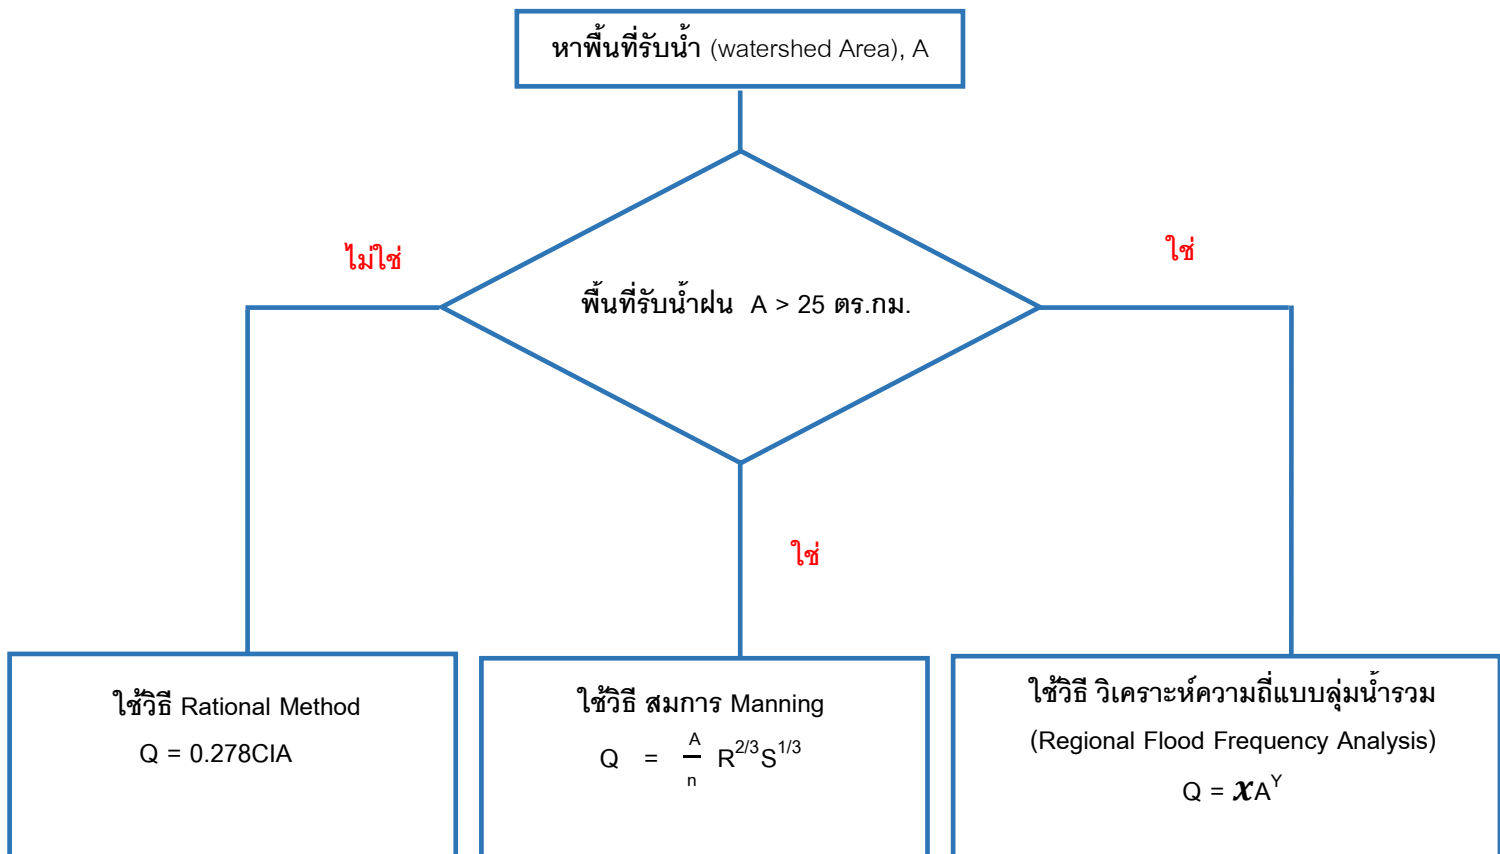 หาพื้นที่รับน้ำ (watershed Area), A
ไม่ใช่
ใช่
พื้นที่รับน้ำฝน A > 25 ตร.กม.
ใช่
ใช้วิธี Rational Method
Q = 0.278CIA
ใช้วิธี สมการ Manning
Q = A/n R^2/3 S^1/3
ใช้วิธี วิเคราะห์ความถี่แบบลุ่มน้ำรวม
(Regional Flood Frequency Analysis)
Q = xA^Y